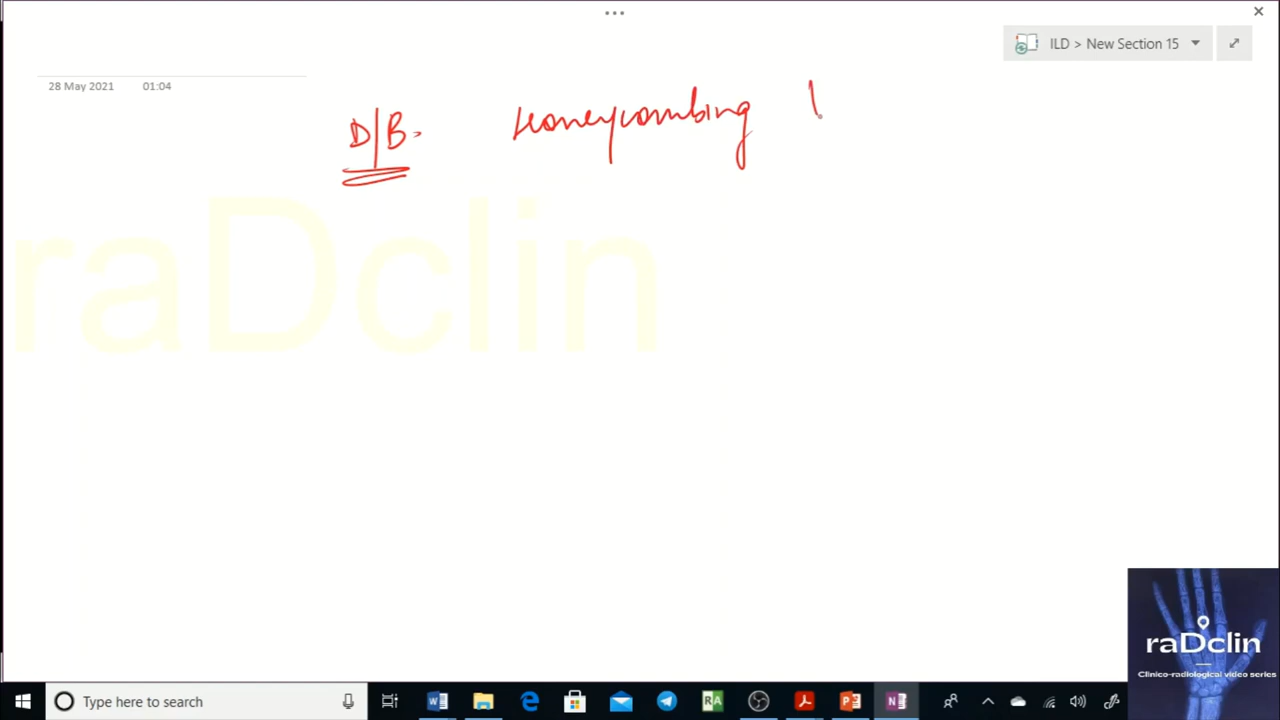 ILD > New Section 15
28 May 2021 01:04
D/B. Honeycombing
raDclin
raDclin
Clinico-radiological video series
Type here to search